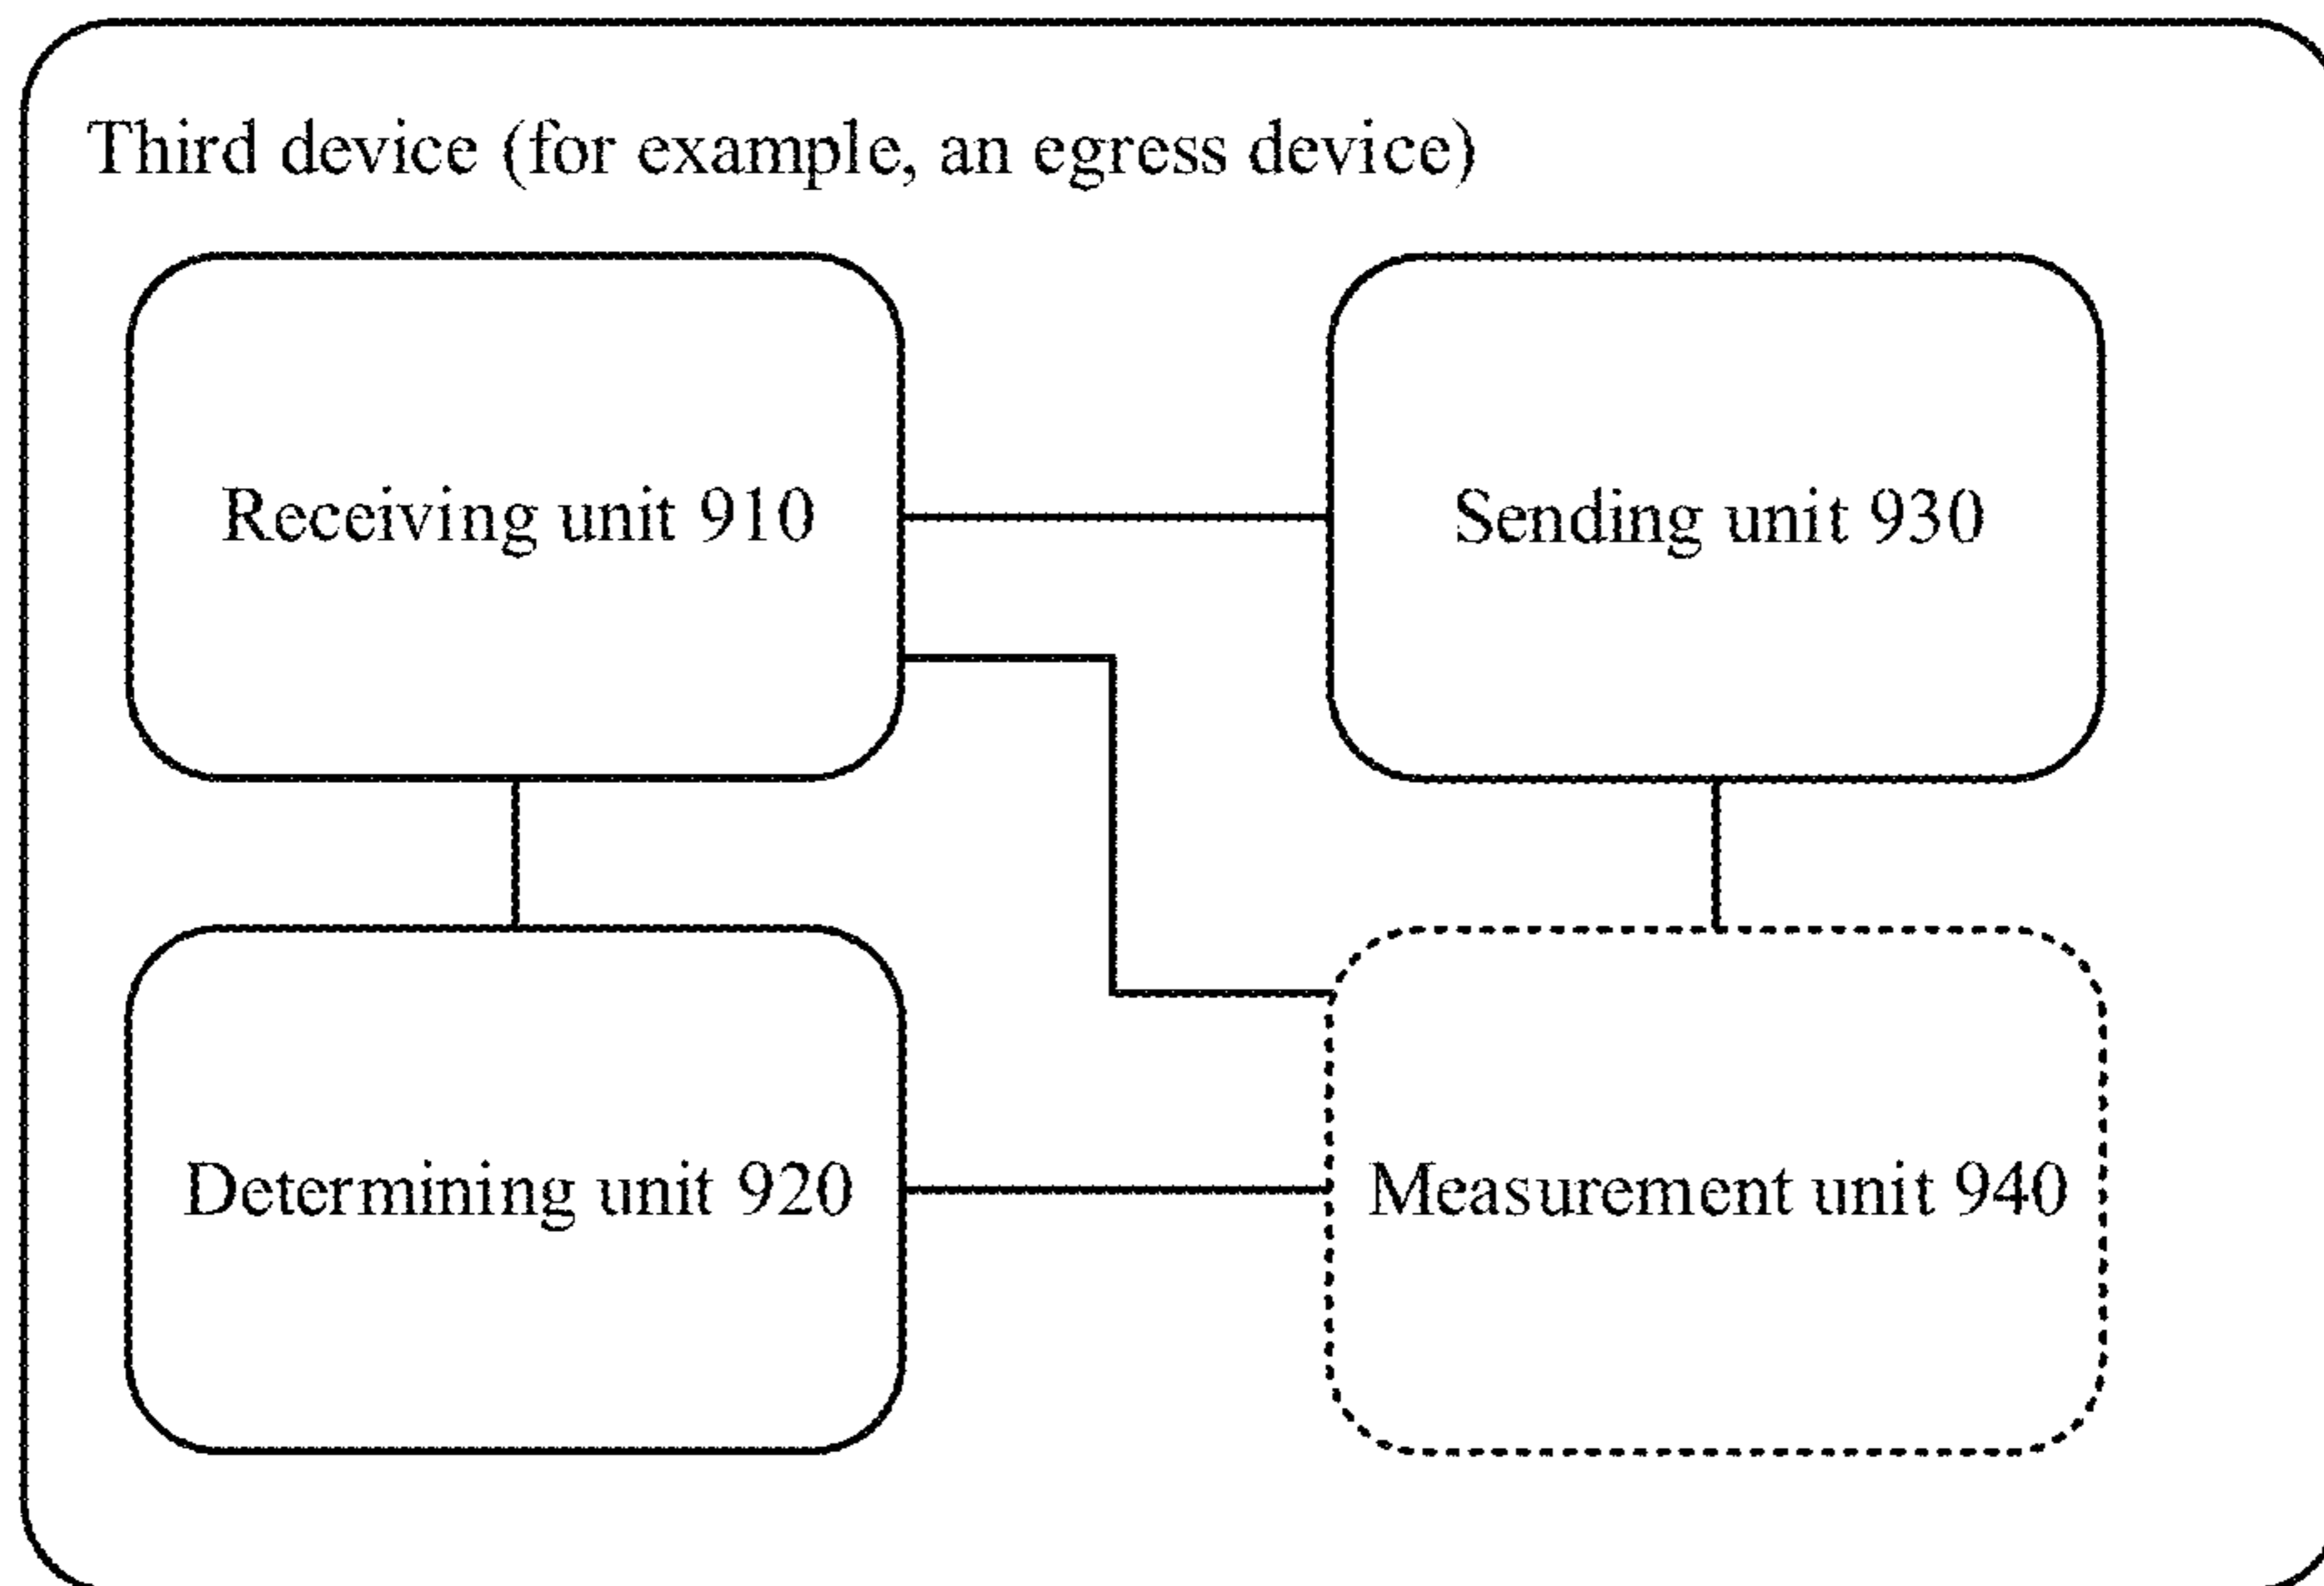 Third device (for example, an egress device)
Receiving unit 910
Sending unit 930
Determining unit 920
Measurement unit 940